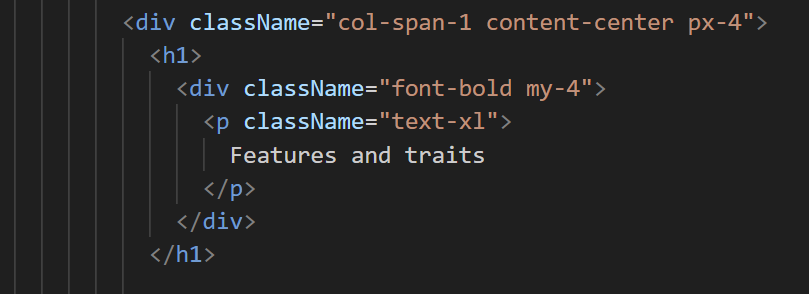 <div className="col-span-1 content-center px-4">
<h1>
<div className="font-bold my-4">
<p className="text-xl">
Features and traits
</p>
</div>
</h1>